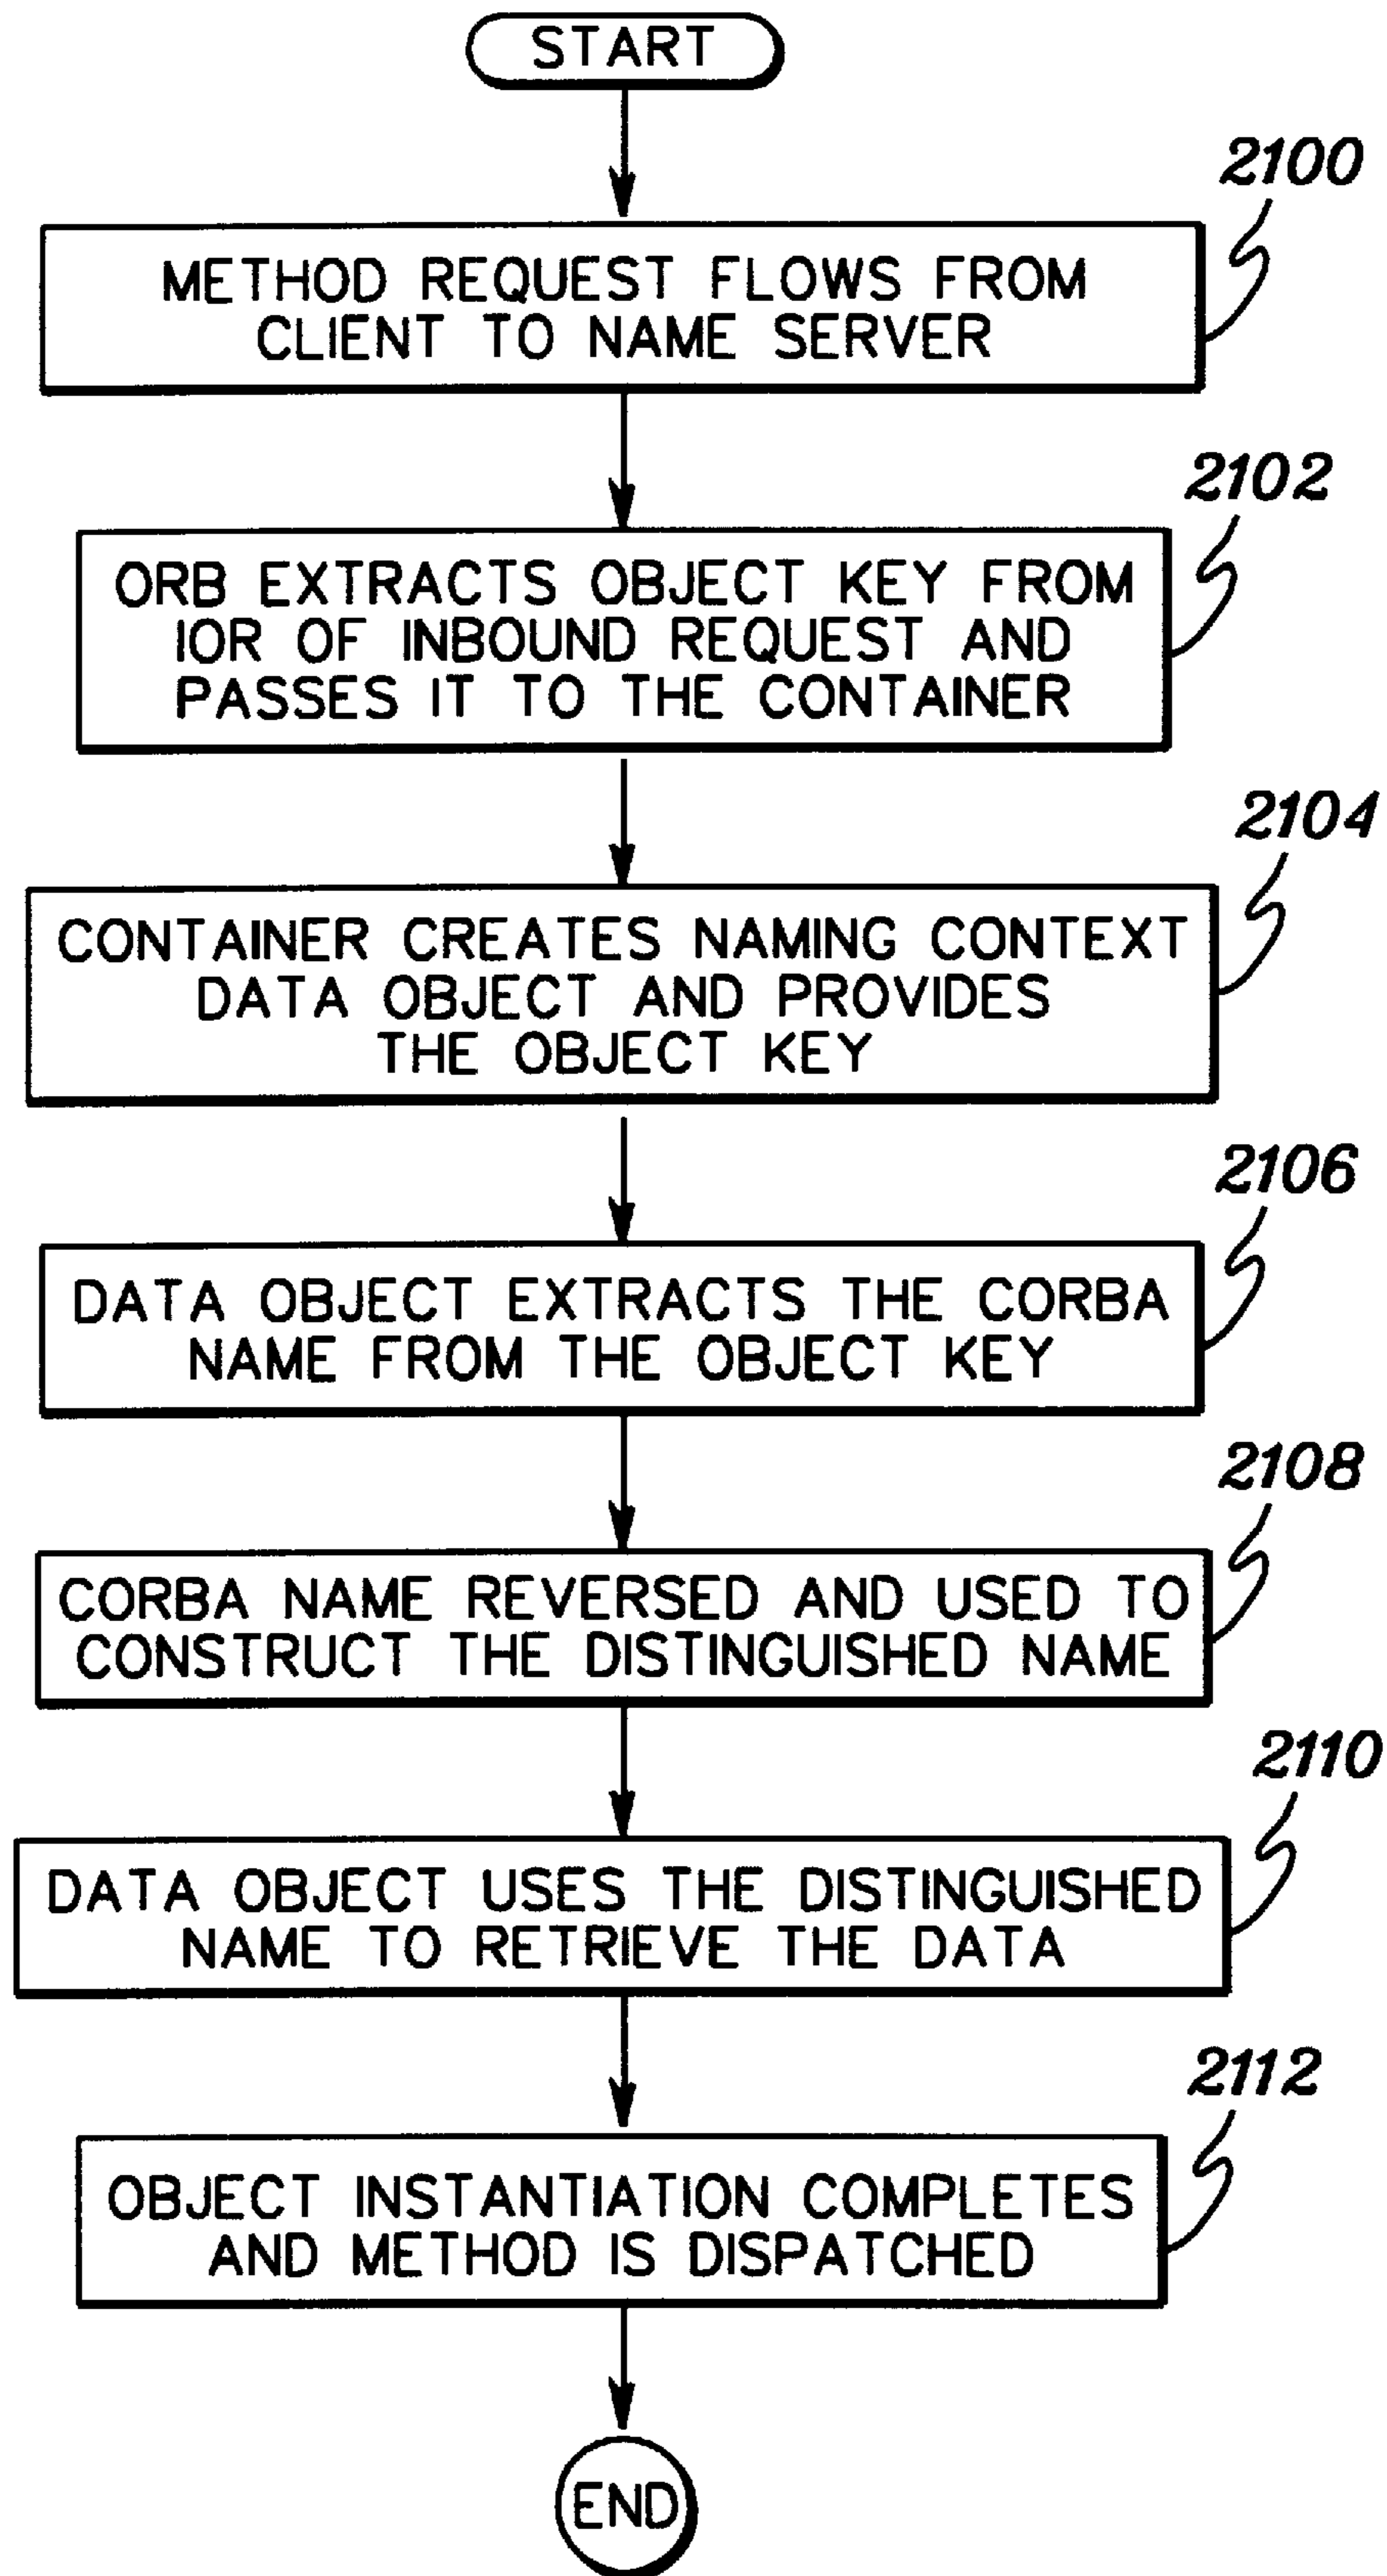 START
2100
METHOD REQUEST FLOWS FROM
CLIENT TO NAME SERVER
2102
ORB EXTRACTS OBJECT KEY FROM
IOR OF INBOUND REQUEST AND
PASSES IT TO THE CONTAINER
2104
CONTAINER CREATES NAMING CONTEXT
DATA OBJECT AND PROVIDES
THE OBJECT KEY
2106
DATA OBJECT EXTRACTS THE CORBA
NAME FROM THE OBJECT KEY
2108
CORBA NAME REVERSED AND USED TO
CONSTRUCT THE DISTINGUISHED NAME
2110
DATA OBJECT USES THE DISTINGUISHED
NAME TO RETRIEVE THE DATA
2112
OBJECT INSTANTIATION COMPLETES
AND METHOD IS DISPATCHED
END